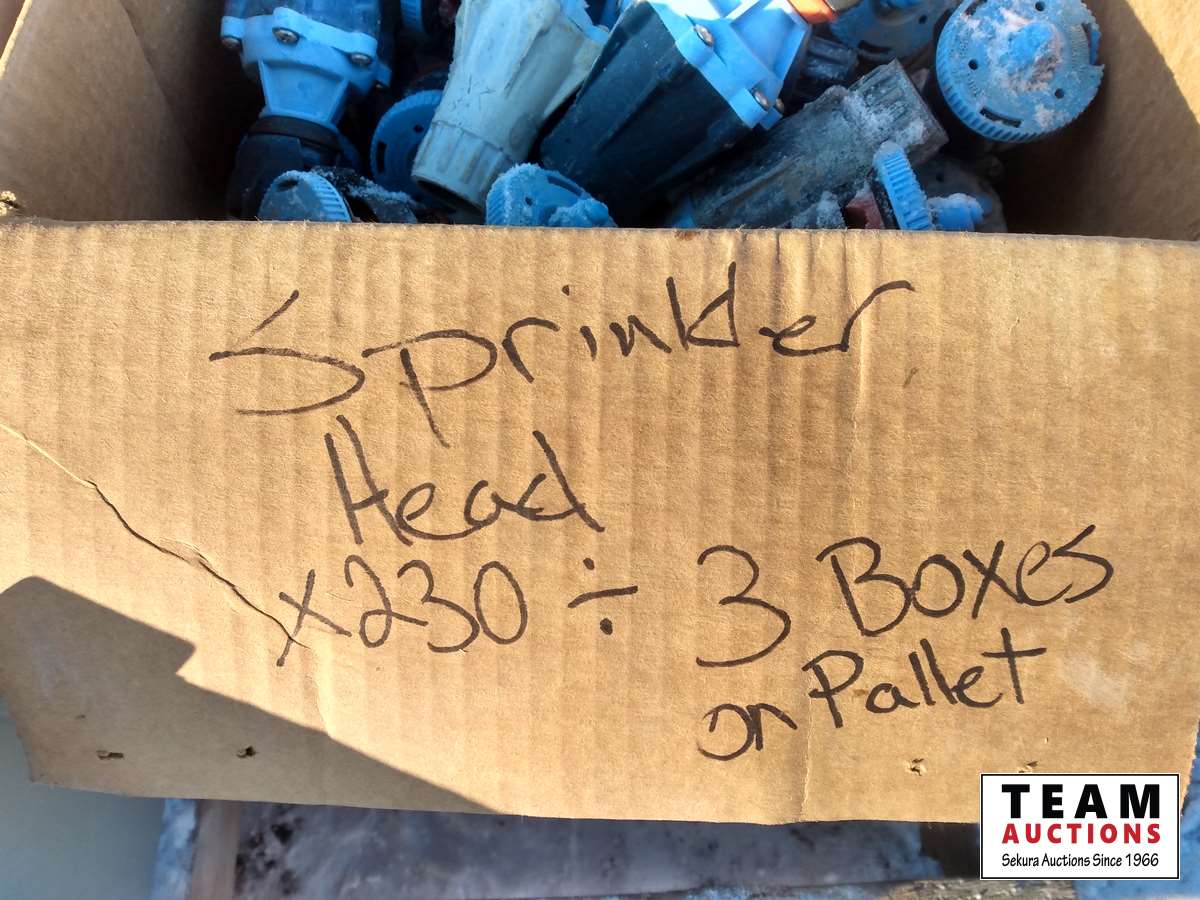 Sprinkler
Head
x230 ÷ 3 Boxes
on Pallet
TEAM
AUCTIONS
Sekura Auctions Since 1966